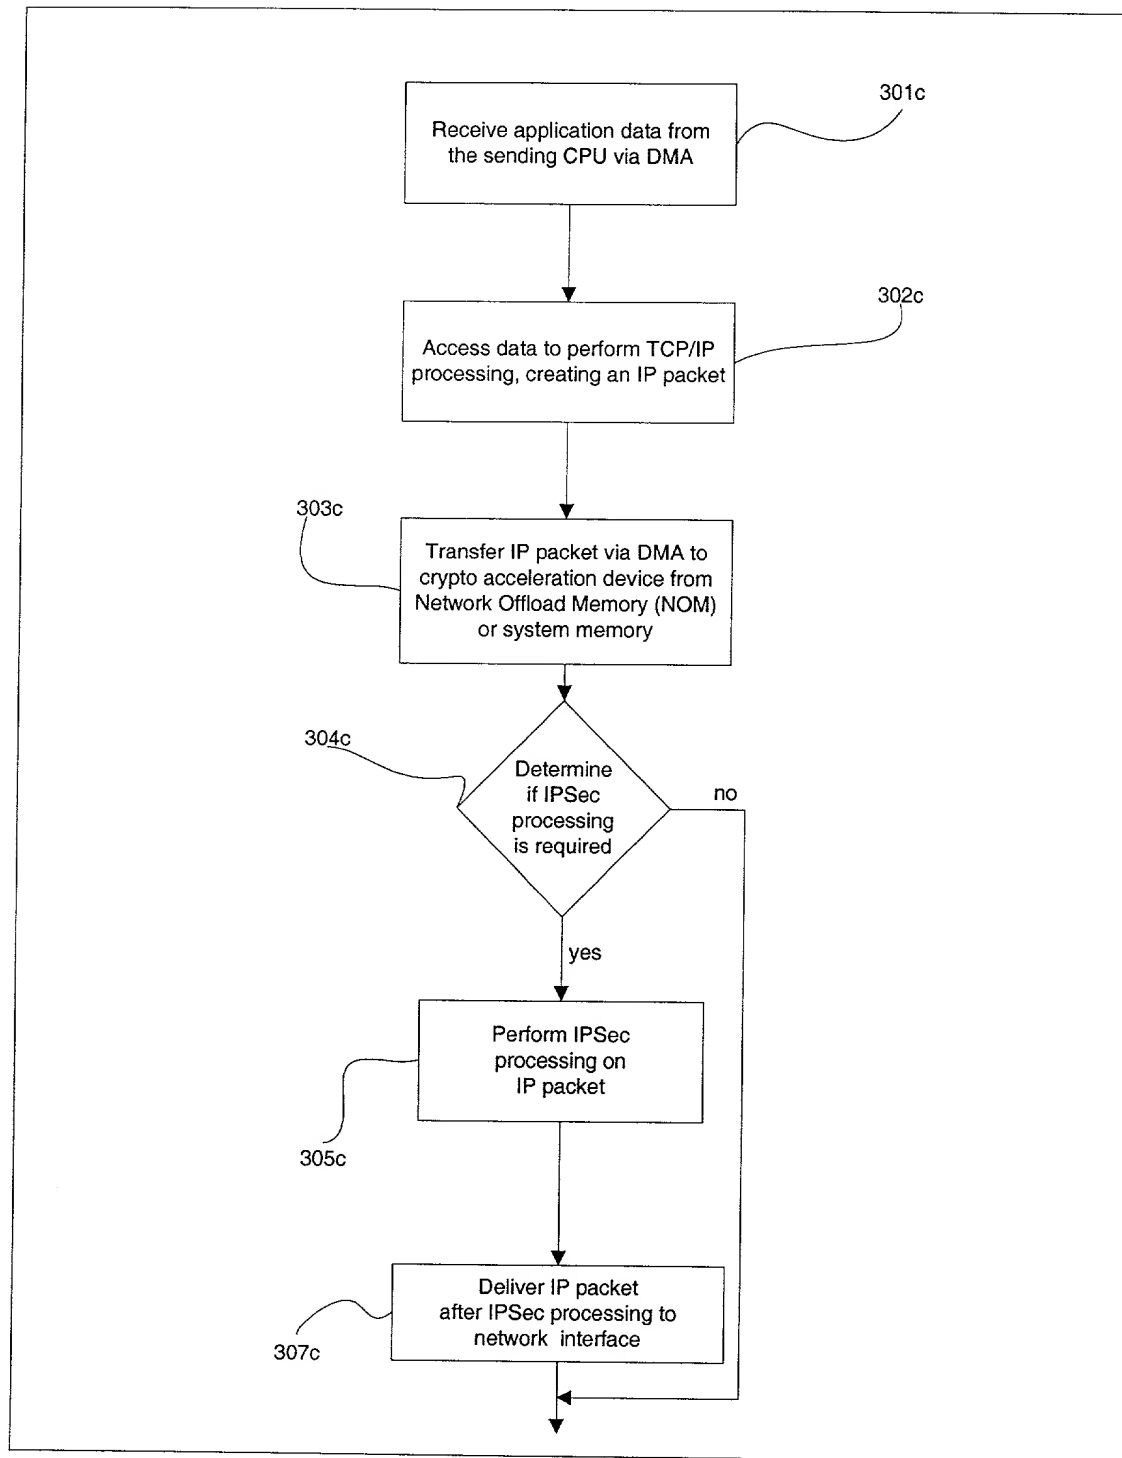 301c
Receive application data from
the sending CPU via DMA
302c
Access data to perform TCP/IP
processing, creating an IP packet
303c
Transfer IP packet via DMA to
crypto acceleration device from
Network Offload Memory (NOM)
or system memory
304c
Determine
if IPSec
processing
is required
no
yes
Perform IPSec
processing on
IP packet
305c
Deliver IP packet
after IPSec processing to
network interface
307c